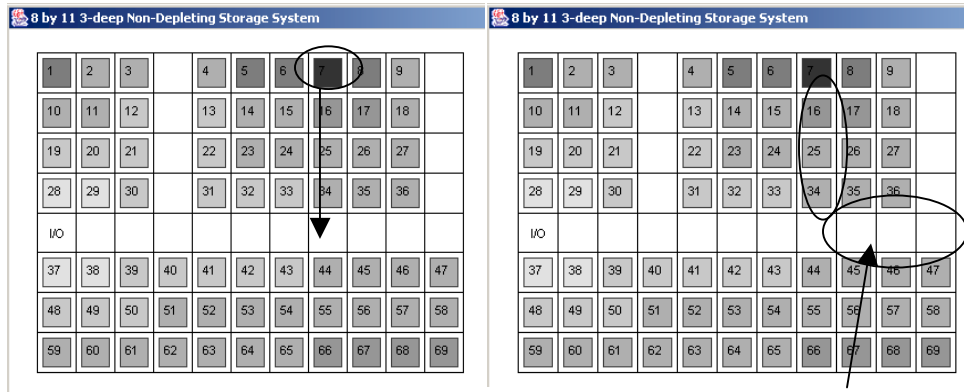 8 by 11 3-deep Non-Depleting Storage System
1 2 3 4 5 6 7 8 9
10 11 12 13 14 15 16 17 18
19 20 21 22 23 24 25 26 27
28 29 30 31 32 33 34 35 36
I/O
37 38 39 40 41 42 43 44 45 46 47
48 49 50 51 52 53 54 55 56 57 58
59 60 61 62 63 64 65 66 67 68 69
8 by 11 3-deep Non-Depleting Storage System
1 2 3 4 5 6 7 8 9
10 11 12 13 14 15 16 17 18
19 20 21 22 23 24 25 26 27
28 29 30 31 32 33 34 35 36
I/O
37 38 39 40 41 42 43 44 45 46 47
48 49 50 51 52 53 54 55 56 57 58
59 60 61 62 63 64 65 66 67 68 69